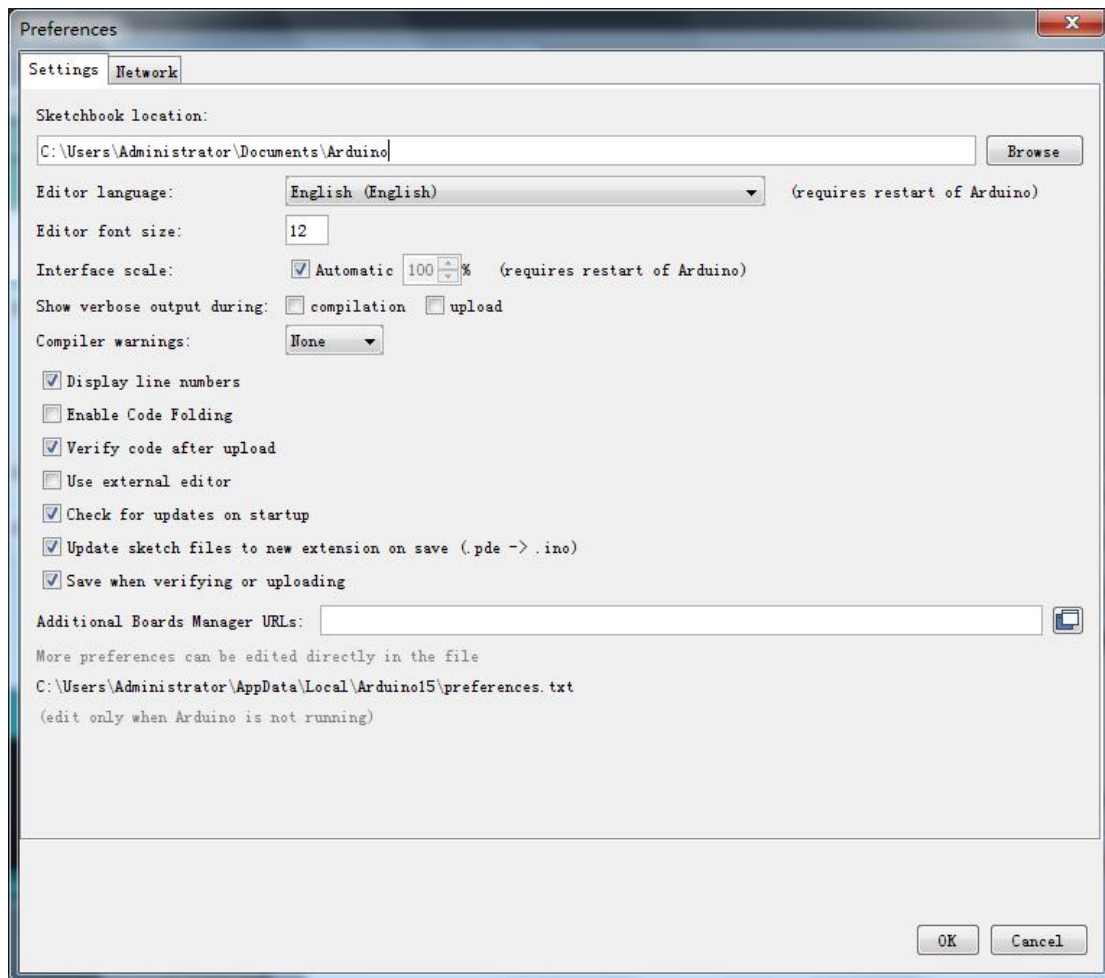 Preferences
Settings Network
Sketchbook location:
C:\Users\Administrator\Documents\Arduino Browse
Editor language: English (English) (requires restart of Arduino)
Editor font size: 12
Interface scale: Automatic 100 % (requires restart of Arduino)
Show verbose output during: compilation upload
Compiler warnings: None
Display line numbers
Enable Code Folding
Verify code after upload
Use external editor
Check for updates on startup
Update sketch files to new extension on save (.pde -> .ino)
Save when verifying or uploading
Additional Boards Manager URLs:
More preferences can be edited directly in the file
C:\Users\Administrator\AppData\Local\Arduino15\preferences.txt
(edit only when Arduino is not running)
OK Cancel